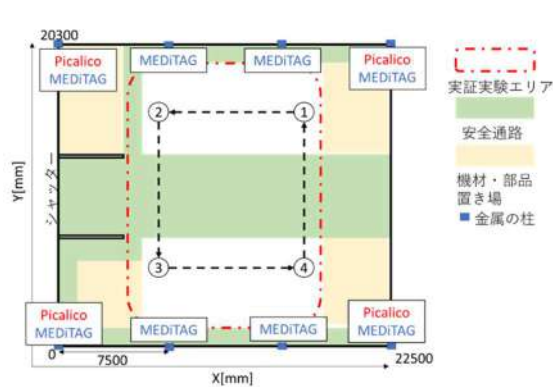 20300
Picalico
MEDiTAG
MEDiTAG
MEDiTAG
Picalico
MEDiTAG
実証実験エリア
安全通路
機材・部品
置き場
金属の柱
2
1
シャッター
Y[mm]
3
4
Picalico
MEDiTAG
MEDiTAG
MEDiTAG
Picalico
MEDiTAG
0
7500
22500
X[mm]